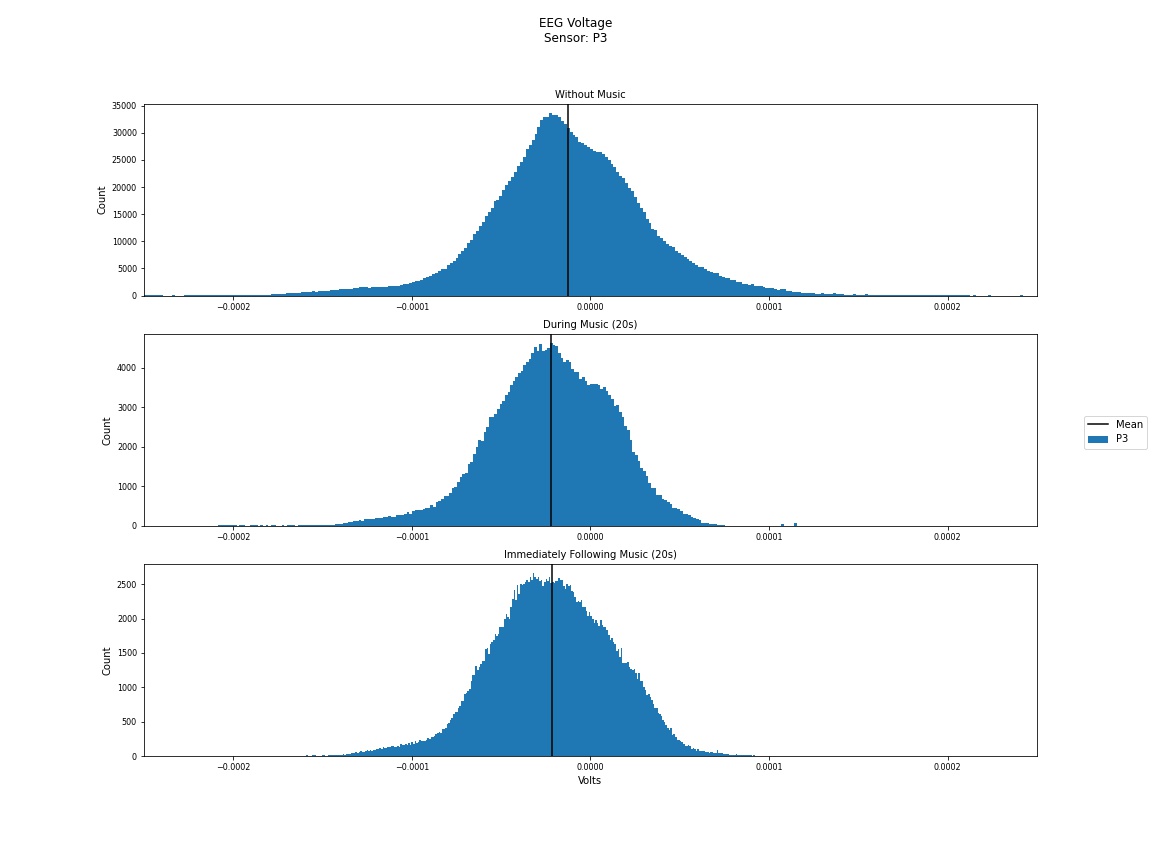 EEG Voltage
Sensor: P3
Without Music
35000
30000
25000
20000
15000
10000
5000
0
Count
−0.0002 −0.0001 0.0000 0.0001 0.0002
During Music (20s)
4000
3000
2000
1000
0
Count
−0.0002 −0.0001 0.0000 0.0001 0.0002
Mean
P3
Immediately Following Music (20s)
2500
2000
1500
1000
500
0
Count
−0.0002 −0.0001 0.0000 0.0001 0.0002
Volts